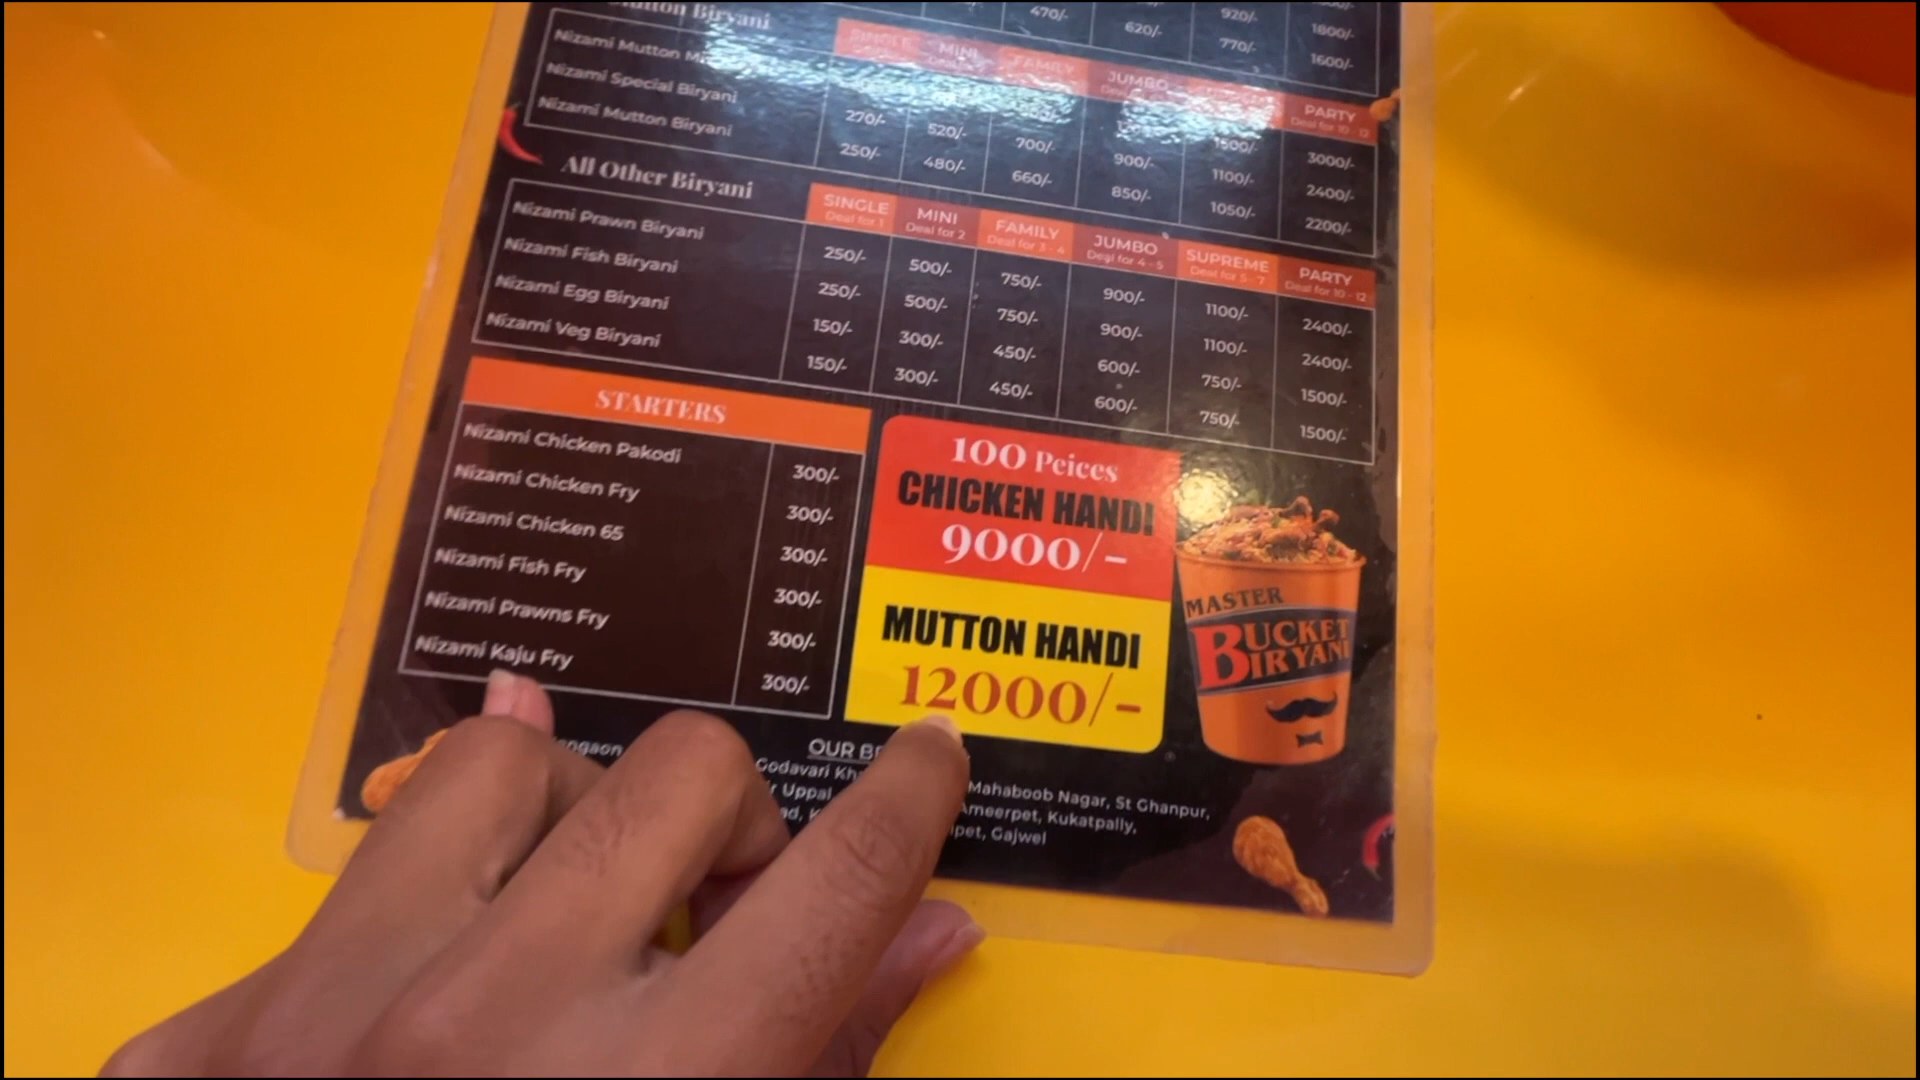 470/- 620/- 920/- 1800/-
770/- 1600/-
Mutton Biryani SINGLE MINI FAMILY JUMBO PARTY
Deal for 10 - 12
Nizami Mutton 1500/- 3000/-
Nizami Special Biryani 270/- 520/- 700/- 900/- 1100/- 2400/-
Nizami Mutton Biryani 250/- 480/- 660/- 850/- 1050/- 2200/-
All Other Biryani SINGLE MINI FAMILY JUMBO SUPREME PARTY
Deal for 1 Deal for 2 Deal for 3 - 4 Deal for 4 - 5 Deal for 5 - 7 Deal for 10 - 12
Nizami Prawn Biryani 250/- 500/- 750/- 900/- 1100/- 2400/-
Nizami Fish Biryani 250/- 500/- 750/- 900/- 1100/- 2400/-
Nizami Egg Biryani 150/- 300/- 450/- 600/- 750/- 1500/-
Nizami Veg Biryani 150/- 300/- 450/- 600/- 750/- 1500/-
STARTERS
Nizami Chicken Pakodi 300/-
Nizami Chicken Fry 300/-
Nizami Chicken 65 300/-
Nizami Fish Fry 300/-
Nizami Prawns Fry 300/-
Nizami Kaju Fry 300/-
100 Peices
CHICKEN HANDI
9000/-
MUTTON HANDI
12000/-
MASTER
BUCKET
BIRYANI
OUR
Godavari Mahaboob Nagar, St Ghanpur,
Uppal Ameerpet, Kukatpally,
Gajwel